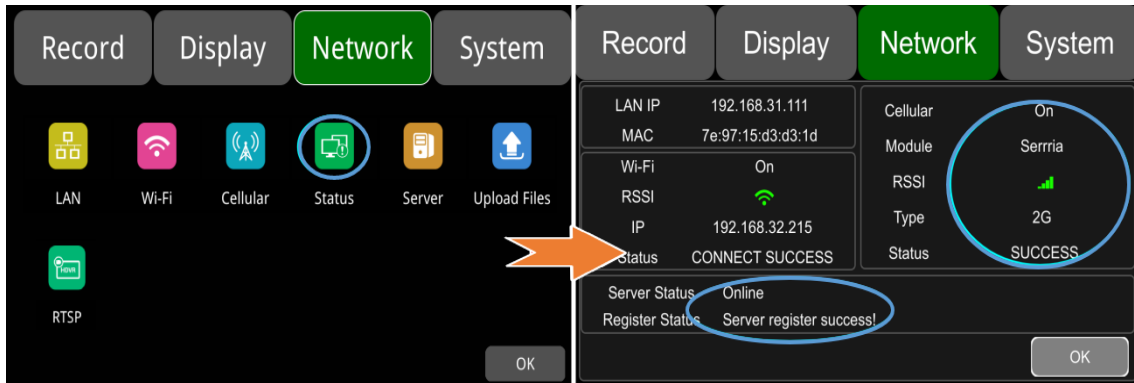 Record Display Network System
LAN Wi-Fi Cellular Status Server Upload Files
HDVR
RTSP
OK
Record Display Network System
LAN IP 192.168.31.111
MAC 7e:97:15:d3:d3:1d
Wi-Fi On
RSSI
IP 192.168.32.215
Status CONNECT SUCCESS
Cellular On
Module Serrria
RSSI
Type 2G
Status SUCCESS
Server Status Online
Register Status Server register success!
OK